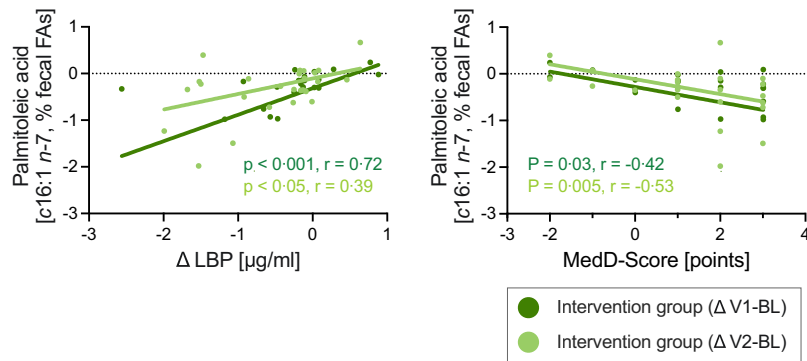 Palmitoleic acid
[c16:1 n-7, % fecal FAs]
1
0
-1
-2
-3
p < 0·001, r = 0·72
p < 0·05, r = 0·39
-3
-2
-1
0
1
Δ LBP [µg/ml]
Palmitoleic acid
[c16:1 n-7, % fecal FAs]
1
0
-1
-2
-3
P = 0·03, r = -0·42
P = 0·005, r = -0·53
-3
-2
-1
0
1
2
3
4
MedD-Score [points]
Intervention group (Δ V1-BL)
Intervention group (Δ V2-BL)